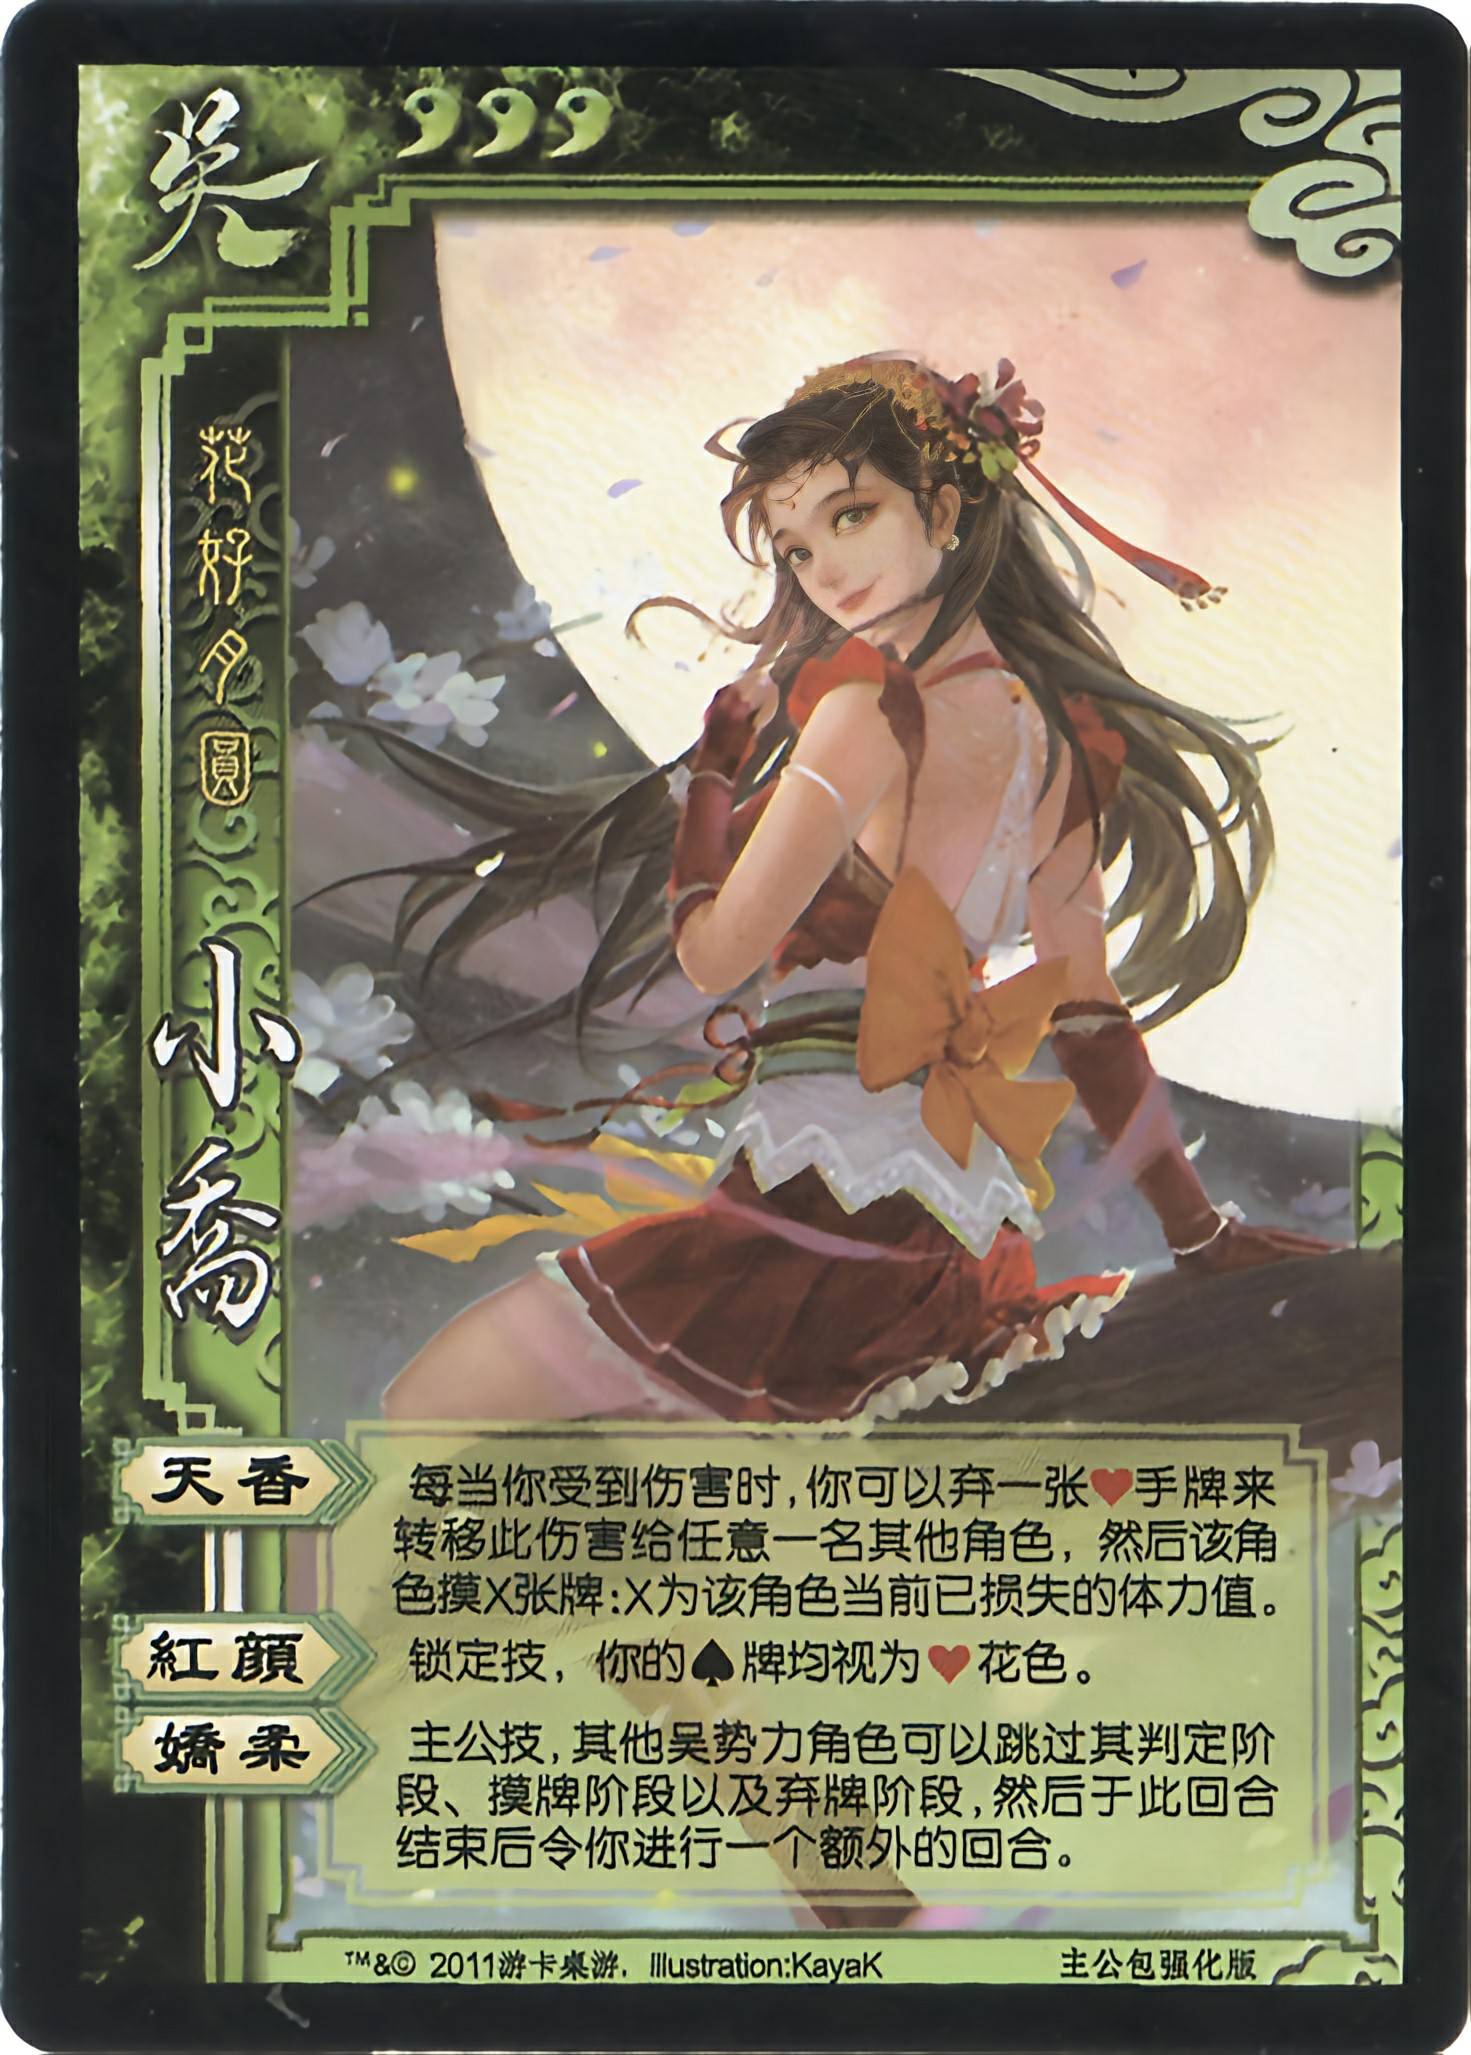 吳
花好月圓
小喬
天香
每当你受到伤害时,你可以弃一张♥手牌来
转移此伤害给任意一名其他角色，然后该角
色摸X张牌:X为该角色当前已损失的体力值。
紅顏
锁定技，你的♠牌均视为♥花色。
嬌柔
主公技,其他吴势力角色可以跳过其判定阶
段、摸牌阶段以及弃牌阶段,然后于此回合
结束后令你进行一个额外的回合。
™&© 2011游卡桌游. Illustration:KayaK
主公包强化版